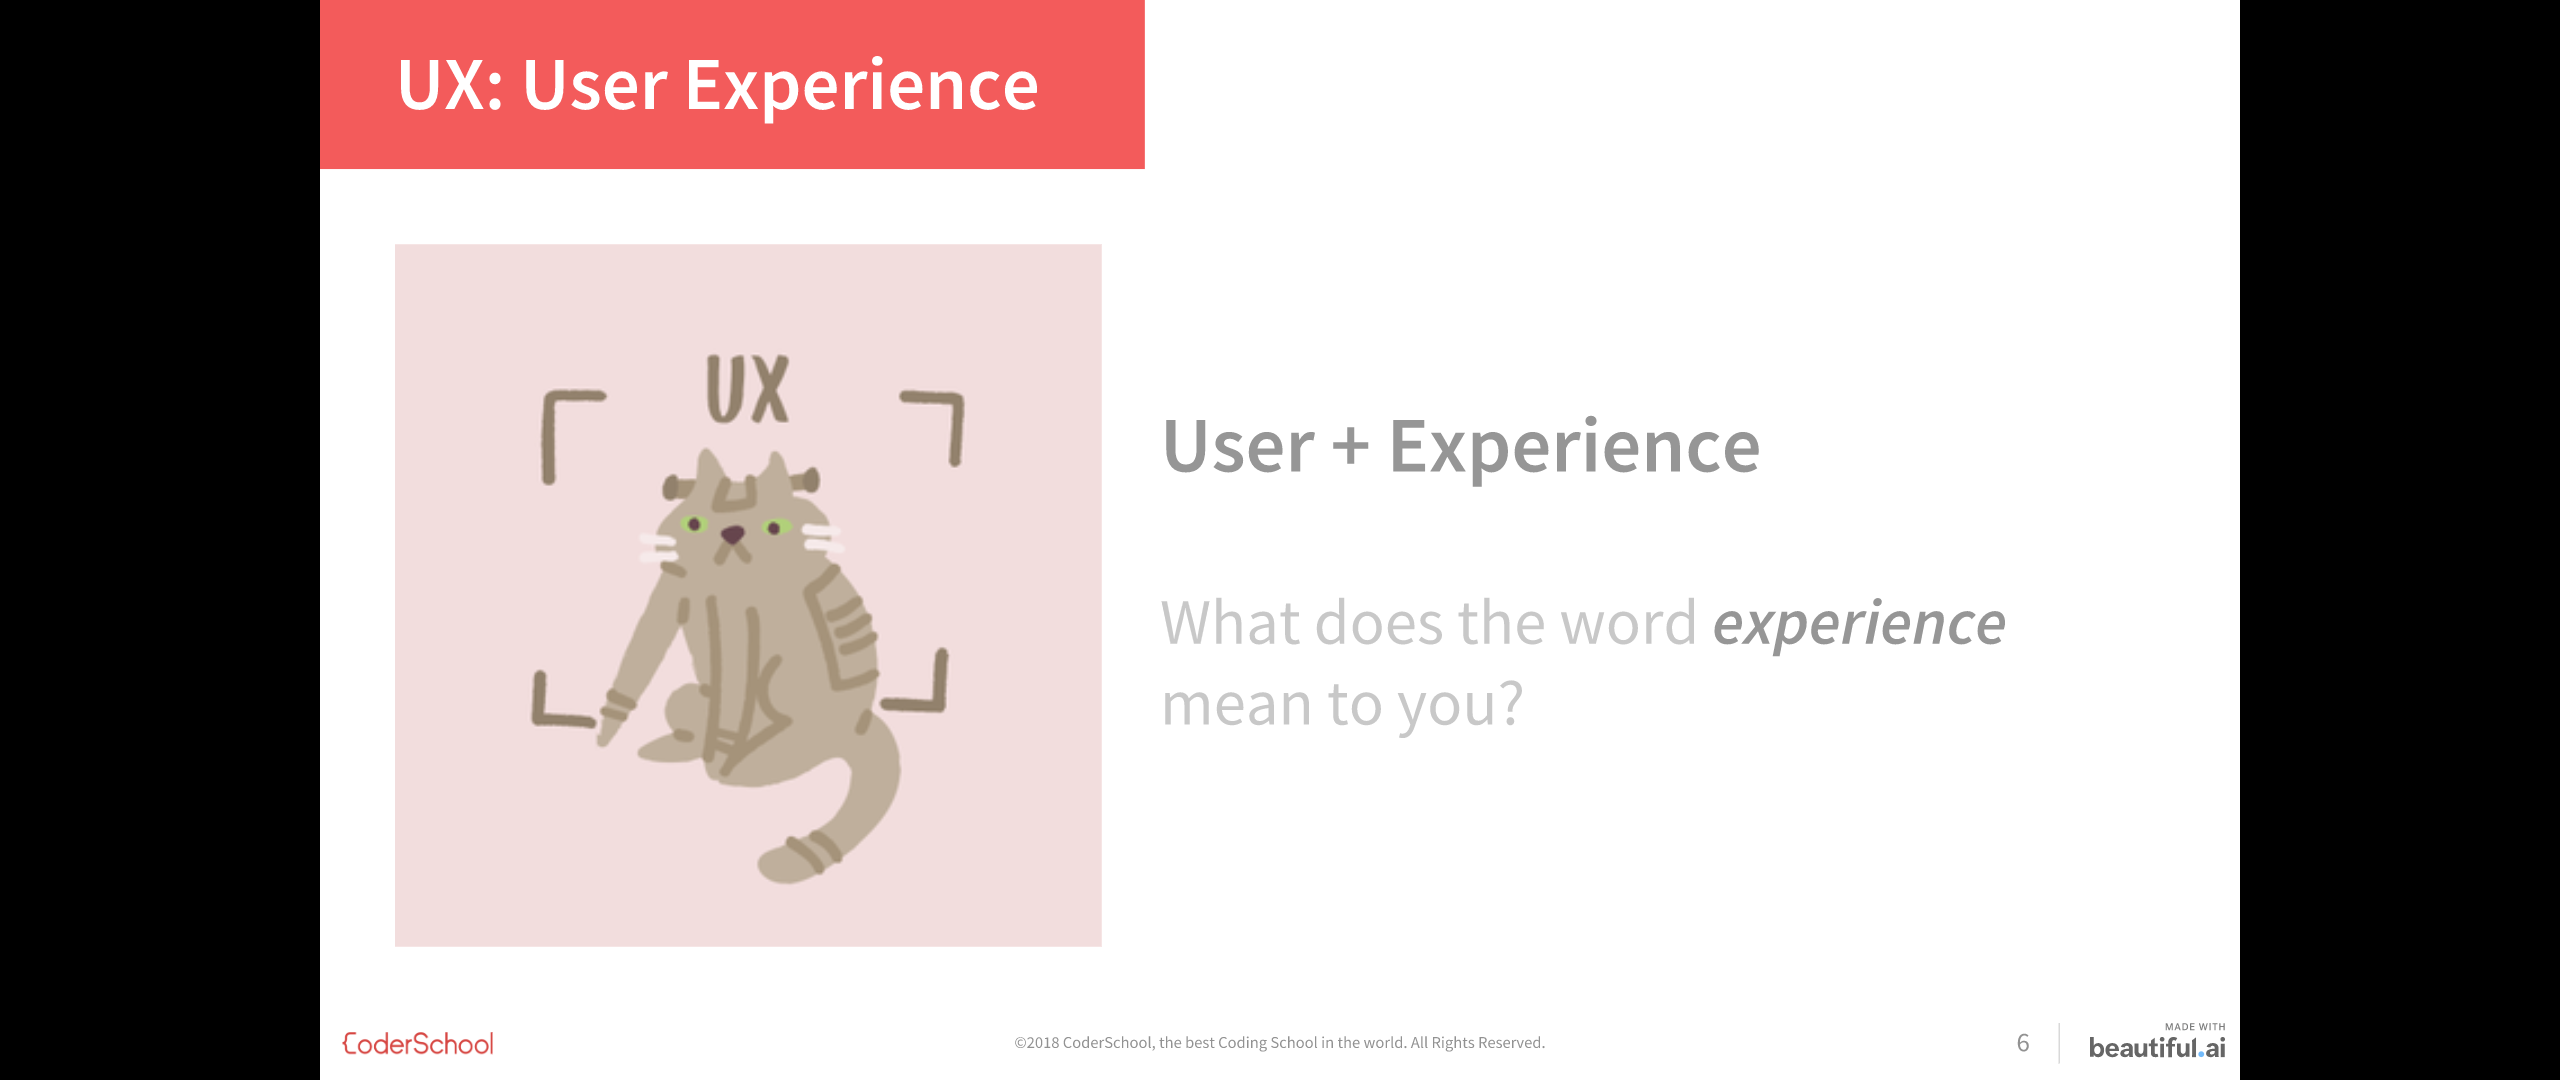 UX: User Experience
UX
User + Experience
What does the word experience
mean to you?
{CoderSchool
©2018 CoderSchool, the best Coding School in the world. All Rights Reserved.
6
MADE WITH
beautiful.ai